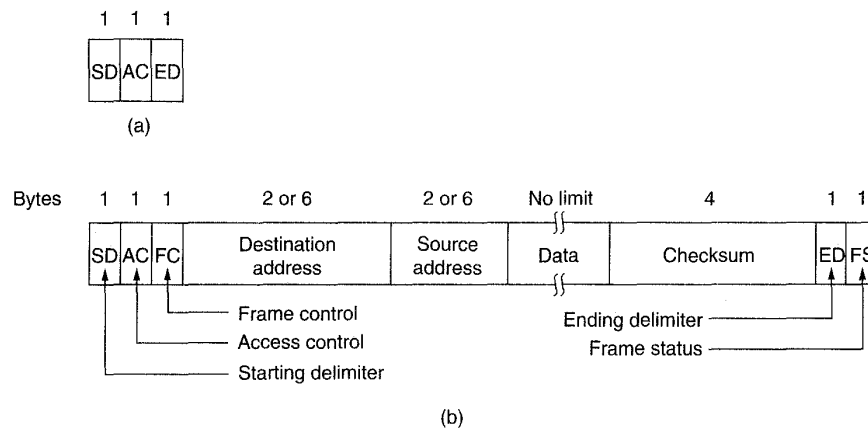 1 1 1
SD AC ED
(a)
Bytes 1 1 1 2 or 6 2 or 6 No limit 4 1 1
SD AC FC Destination address Source address Data Checksum ED FS
Frame control
Access control
Starting delimiter
Ending delimiter
Frame status
(b)